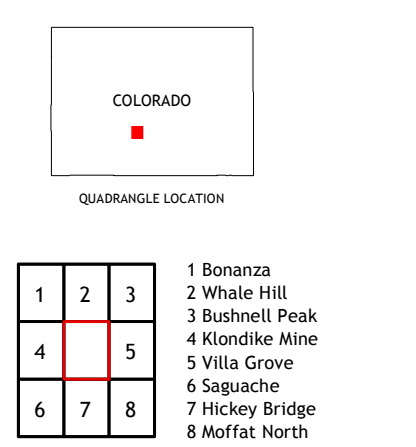 COLORADO
QUADRANGLE LOCATION
1 2 3
4 5
6 7 8
1 Bonanza
2 Whale Hill
3 Bushnell Peak
4 Klondike Mine
5 Villa Grove
6 Saguache
7 Hickey Bridge
8 Moffat North